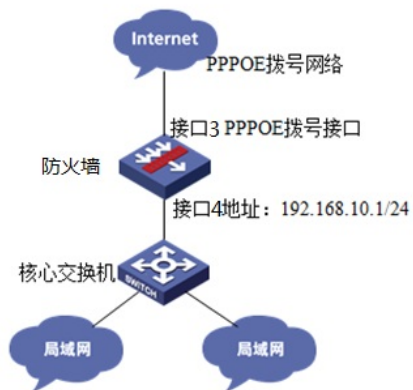 Internet
PPPOE拨号网络
接口3 PPPOE拨号接口
防火墙
接口4地址：192.168.10.1/24
核心交换机
SWITCH
局域网
局域网